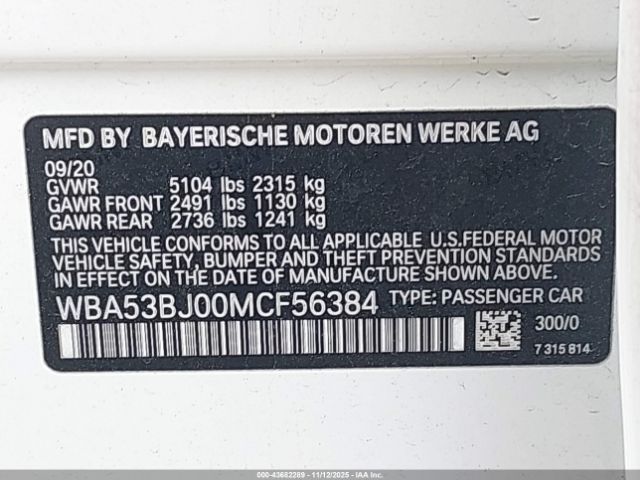 MFD BY BAYERISCHE MOTOREN WERKE AG
09/20
GVWR 5104 lbs 2315 kg
GAWR FRONT 2491 lbs 1130 kg
GAWR REAR 2736 lbs 1241 kg
THIS VEHICLE CONFORMS TO ALL APPLICABLE U.S.FEDERAL MOTOR
VEHICLE SAFETY, BUMPER AND THEFT PREVENTION STANDARDS
IN EFFECT ON THE DATE OF MANUFACTURE SHOWN ABOVE.
WBA53BJ00MCF56384 TYPE: PASSENGER CAR
300/0
7 315 814
000-43682289 - 11/12/2025 - IAA, Inc.